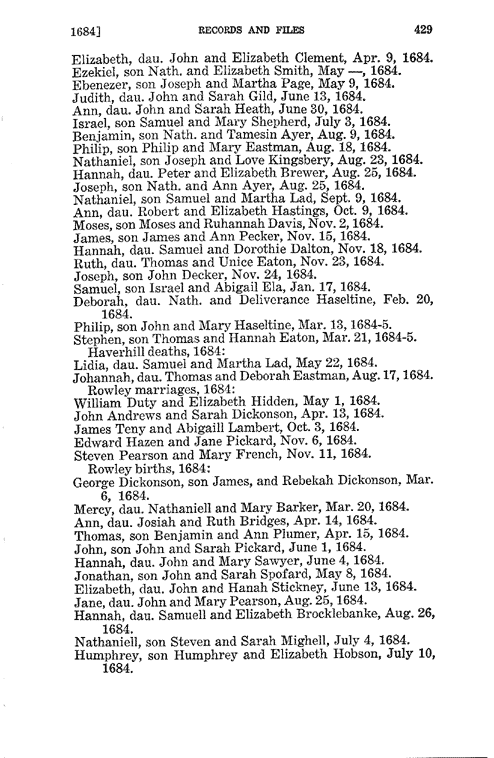 1684] RECORDS AND FILES 429
Elizabeth, dau. John and Elizabeth Clement, Apr. 9, 1684.
Ezekiel, son Nath. and Elizabeth Smith, May —, 1684.
Ebenezer, son Joseph and Martha Page, May 9, 1684.
Judith, dau. John and Sarah Gild, June 13, 1684.
Ann, dau. John and Sarah Heath, June 30, 1684.
Israel, son Samuel and Mary Shepherd, July 3, 1684.
Benjamin, son Nath. and Tamesin Ayer, Aug. 9, 1684.
Philip, son Philip and Mary Eastman, Aug. 18, 1684.
Nathaniel, son Joseph and Love Kingsbery, Aug. 23, 1684.
Hannah, dau. Peter and Elizabeth Brewer, Aug. 25, 1684.
Joseph, son Nath. and Ann Ayer, Aug. 25, 1684.
Nathaniel, son Samuel and Martha Lad, Sept. 9, 1684.
Ann, dau. Robert and Elizabeth Hastings, Oct. 9, 1684.
Moses, son Moses and Ruhannah Davis, Nov. 2, 1684.
James, son James and Ann Pecker, Nov. 15, 1684.
Hannah, dau. Samuel and Dorothie Dalton, Nov. 18, 1684.
Ruth, dau. Thomas and Unice Eaton, Nov. 23, 1684.
Joseph, son John Decker, Nov. 24, 1684.
Samuel, son Israel and Abigail Ela, Jan. 17, 1684.
Deborah, dau. Nath. and Deliverance Haseltine, Feb. 20,
1684.
Philip, son John and Mary Haseltine, Mar. 13, 1684-5.
Stephen, son Thomas and Hannah Eaton, Mar. 21, 1684-5.
Haverhill deaths, 1684:
Lidia, dau. Samuel and Martha Lad, May 22, 1684.
Johannah, dau. Thomas and Deborah Eastman, Aug. 17, 1684.
Rowley marriages, 1684:
William Duty and Elizabeth Hidden, May 1, 1684.
John Andrews and Sarah Dickonson, Apr. 13, 1684.
James Teny and Abigaill Lambert, Oct. 3, 1684.
Edward Hazen and Jane Pickard, Nov. 6, 1684.
Steven Pearson and Mary French, Nov. 11, 1684.
Rowley births, 1684:
George Dickonson, son James, and Rebekah Dickonson, Mar.
6, 1684.
Mercy, dau. Nathaniell and Mary Barker, Mar. 20, 1684.
Ann, dau. Josiah and Ruth Bridges, Apr. 14, 1684.
Thomas, son Benjamin and Ann Plumer, Apr. 15, 1684.
John, son John and Sarah Pickard, June 1, 1684.
Hannah, dau. John and Mary Sawyer, June 4, 1684.
Jonathan, son John and Sarah Spofard, May 8, 1684.
Elizabeth, dau. John and Hanah Stickney, June 13, 1684.
Jane, dau. John and Mary Pearson, Aug. 25, 1684.
Hannah, dau. Samuell and Elizabeth Brocklebanke, Aug. 26,
1684.
Nathaniell, son Steven and Sarah Mighell, July 4, 1684.
Humphrey, son Humphrey and Elizabeth Hobson, July 10,
1684.